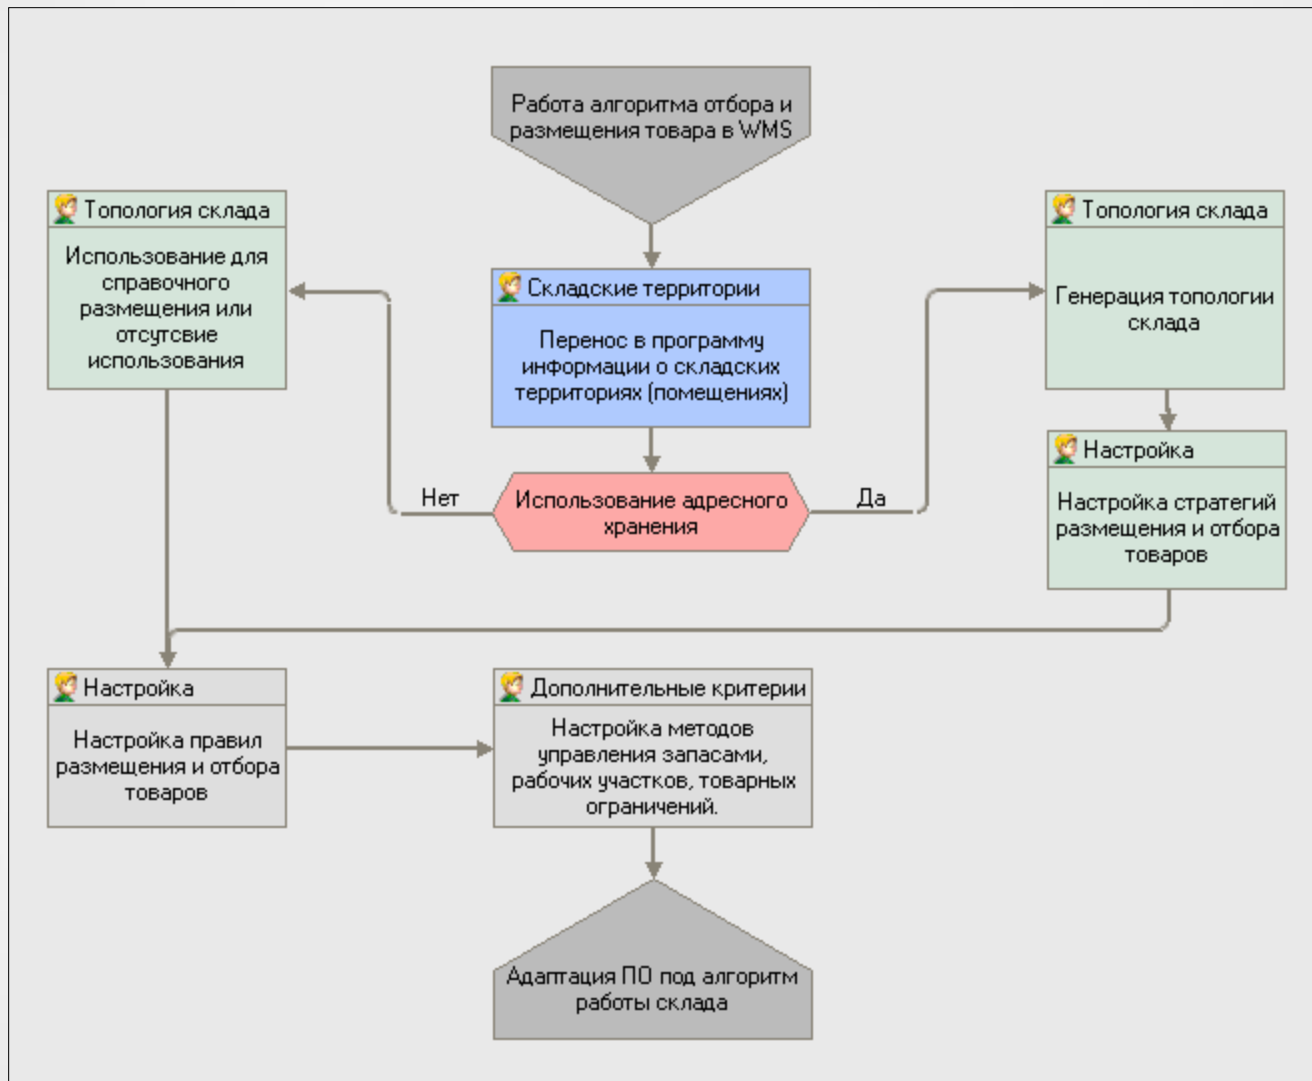 Работа алгоритма отбора и
размещения товара в WMS
Топология склада
Использование для
справочного
размещения или
отсутсвие
использования
Складские территории
Перенос в программу
информации о складских
территориях (помещениях)
Топология склада
Генерация топологии
склада
Нет
Использование адресного
хранения
Да
Настройка
Настройка стратегий
размещения и отбора
товаров
Настройка
Настройка правил
размещения и отбора
товаров
Дополнительные критерии
Настройка методов
управления запасами,
рабочих участков, товарных
ограничений.
Адаптация ПО под алгоритм
работы склада